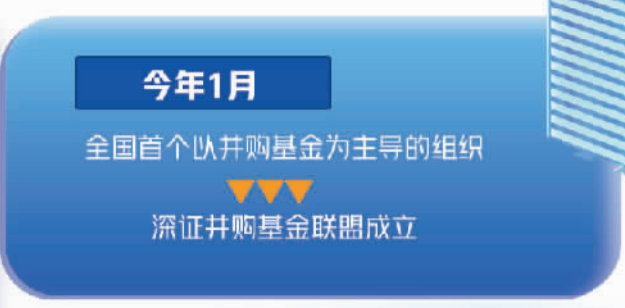 今年1月
全国首个以并购基金为主导的组织
深证并购基金联盟成立